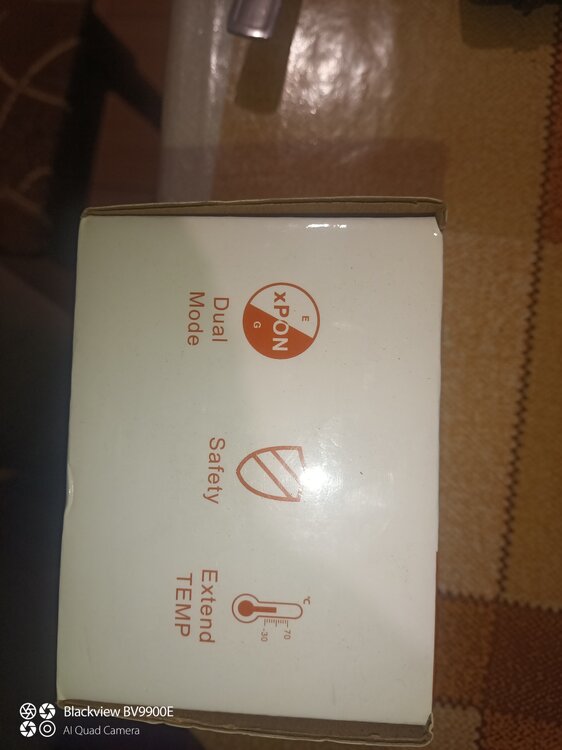 E
xPON
G
Dual
Mode
Safety
°C
70
-30
Extend
TEMP
Blackview BV9900E
AI Quad Camera